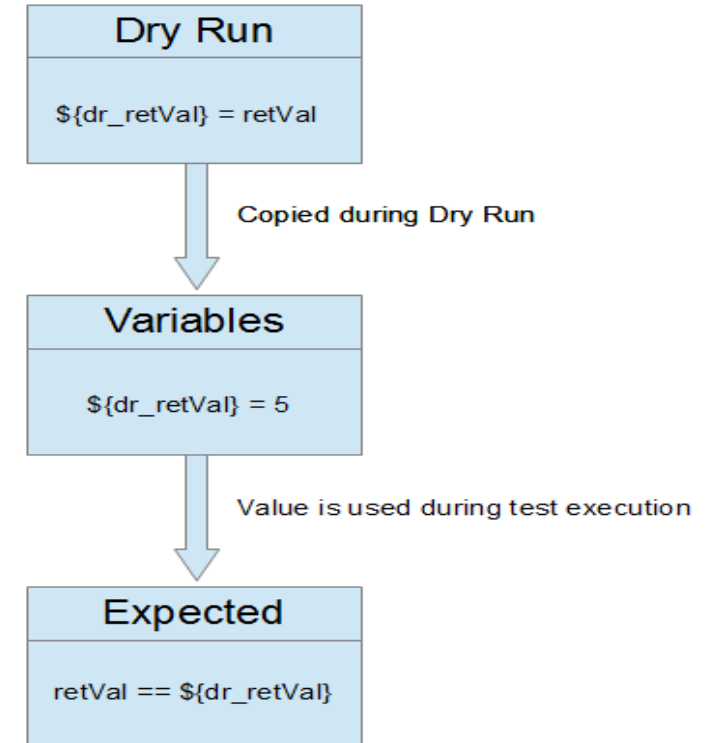 Dry Run
${dr_retVal} = retVal
Copied during Dry Run
Variables
${dr_retVal} = 5
Value is used during test execution
Expected
retVal == ${dr_retVal}